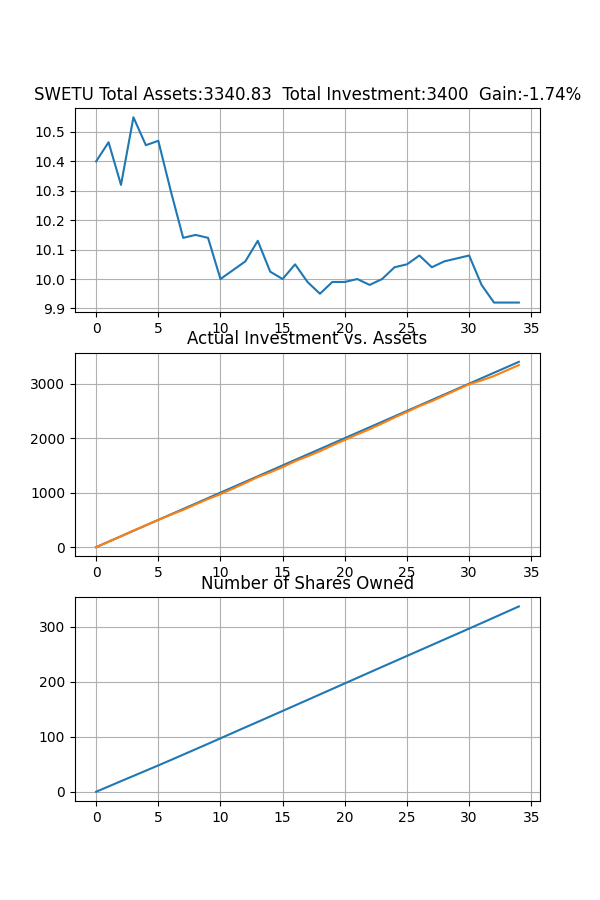 SWETU Total Assets:3340.83  Total Investment:3400  Gain:-1.74%
10.5
10.4
10.3
10.2
10.1
10.0
9.9
0 5 10 15 20 25 30 35
Actual Investment vs. Assets
3000
2000
1000
0
0 5 10 15 20 25 30 35
Number of Shares Owned
300
200
100
0
0 5 10 15 20 25 30 35